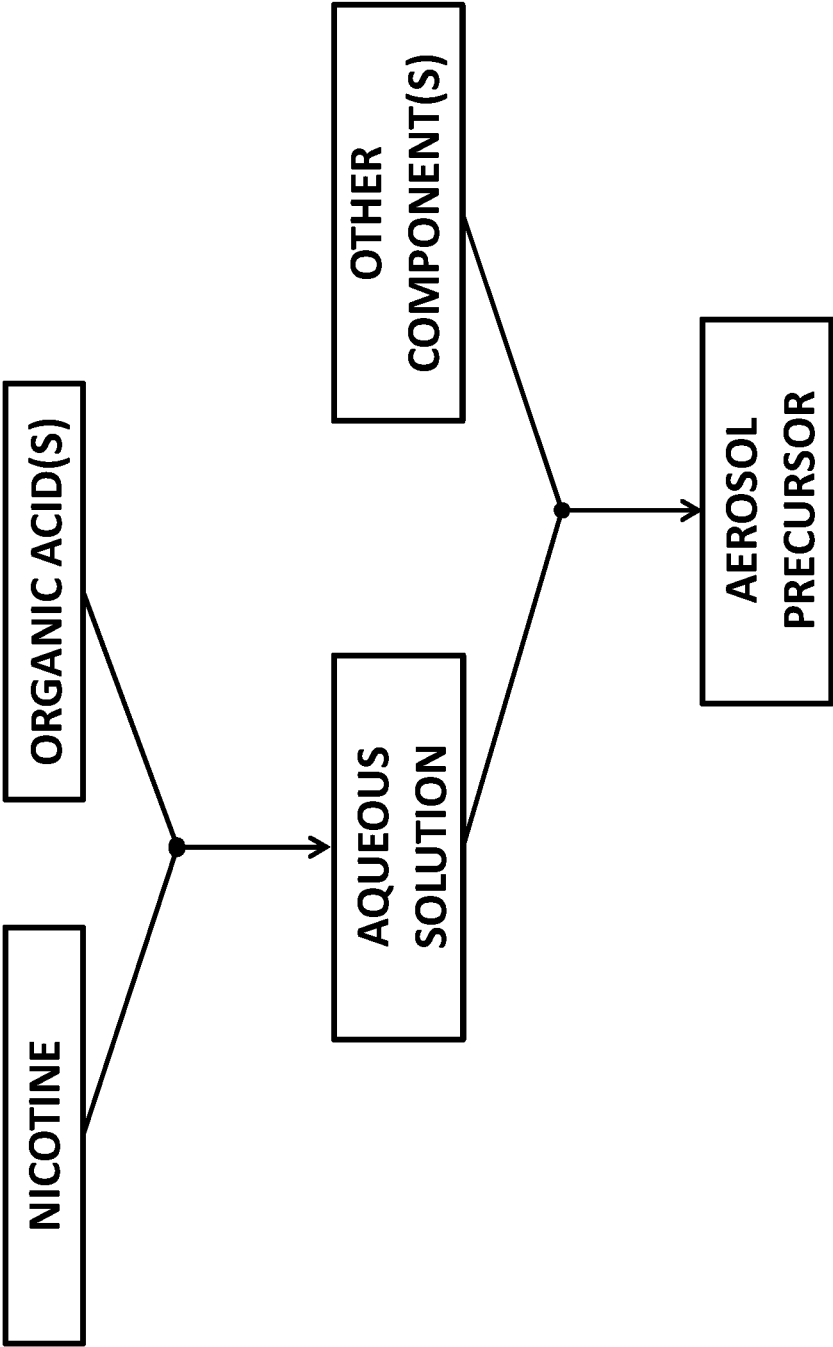 NICOTINE
ORGANIC ACID(S)
AQUEOUS
SOLUTION
OTHER
COMPONENT(S)
AEROSOL
PRECURSOR